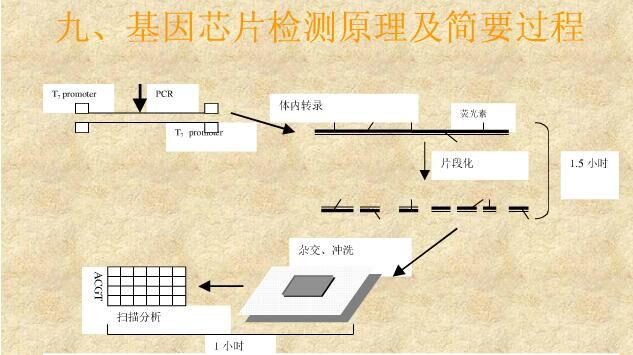 九、基因芯片检测原理及简要过程
T7 promoter
PCR
体内转录
荧光素
T7 promoter
片段化
1.5 小时
杂交、冲洗
ACGT
扫描分析
1 小时